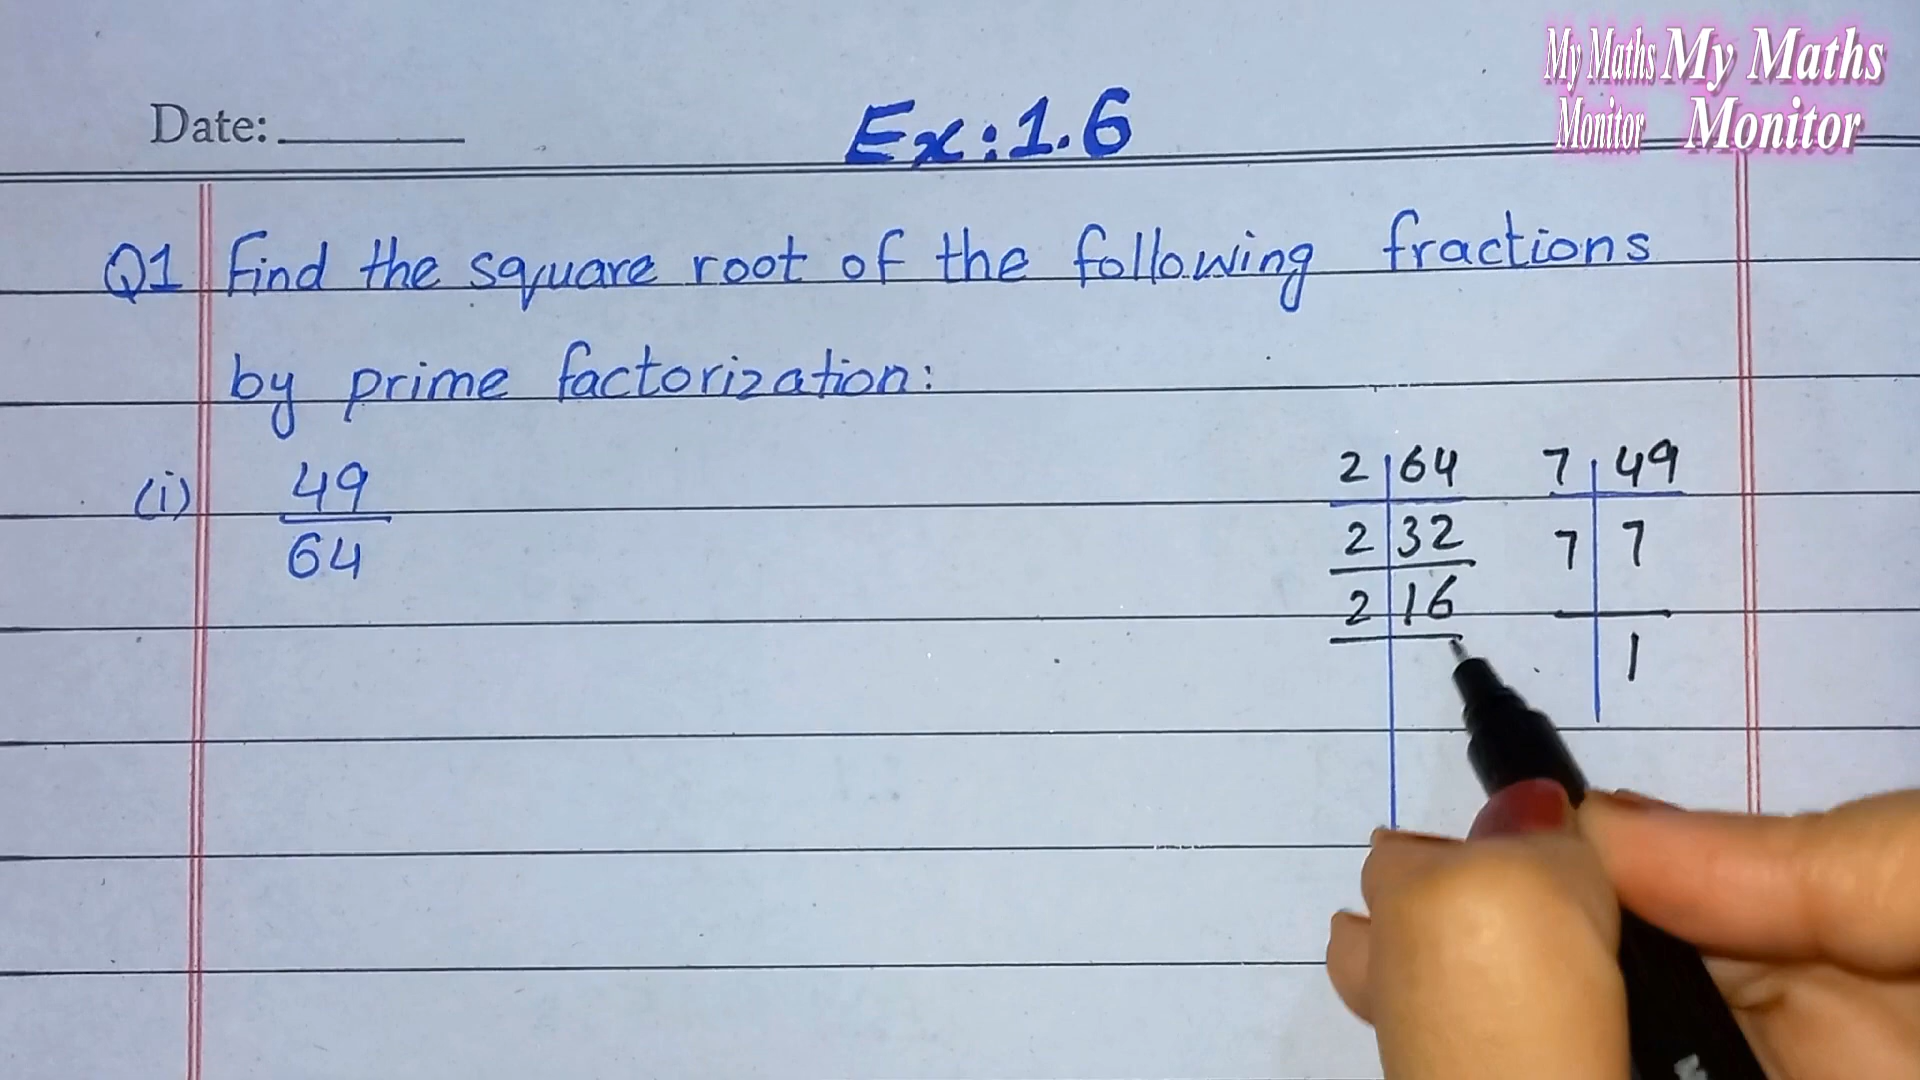 My Maths My Maths
Monitor Monitor
Date:
Ex:1.6
Q1 Find the square root of the following fractions
by prime factorization:
(i) 49
64
2 64
2 32
2 16
7 49
7 7
1